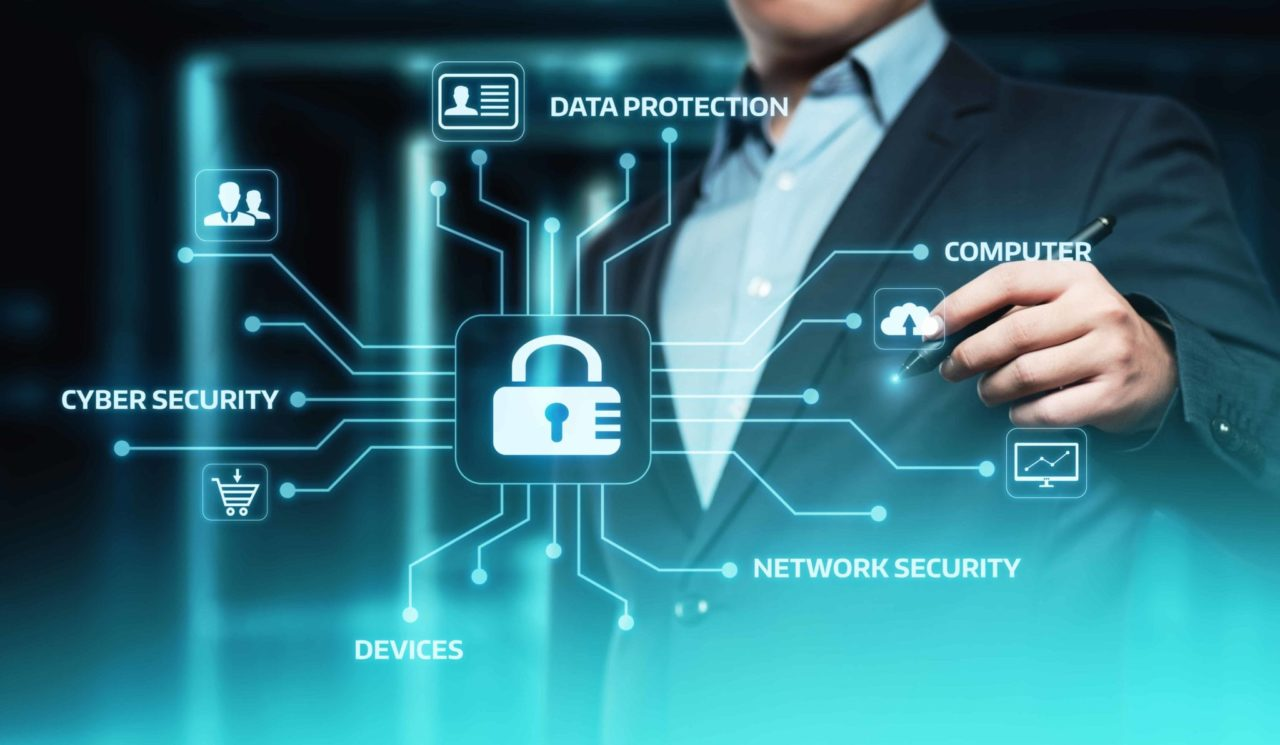 DATA PROTECTION
COMPUTER
CYBER SECURITY
NETWORK SECURITY
DEVICES